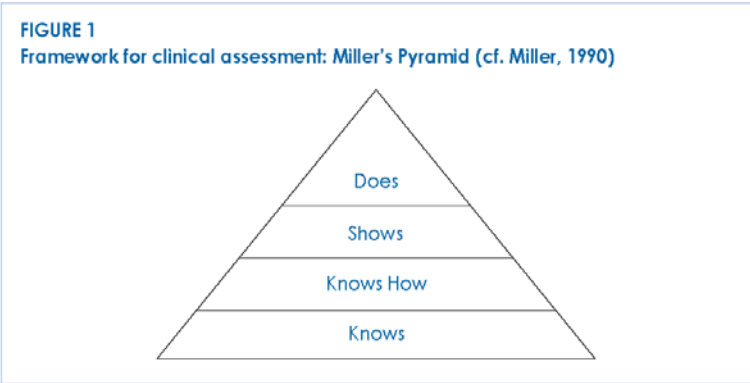 FIGURE 1
Framework for clinical assessment: Miller's Pyramid (cf. Miller, 1990)
Does
Shows
Knows How
Knows